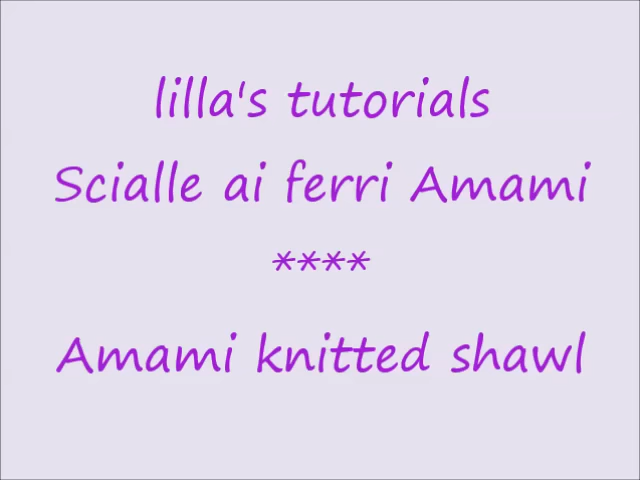 lilla's tutorials
Scialle ai ferri Amami
****
Amami knitted shawl